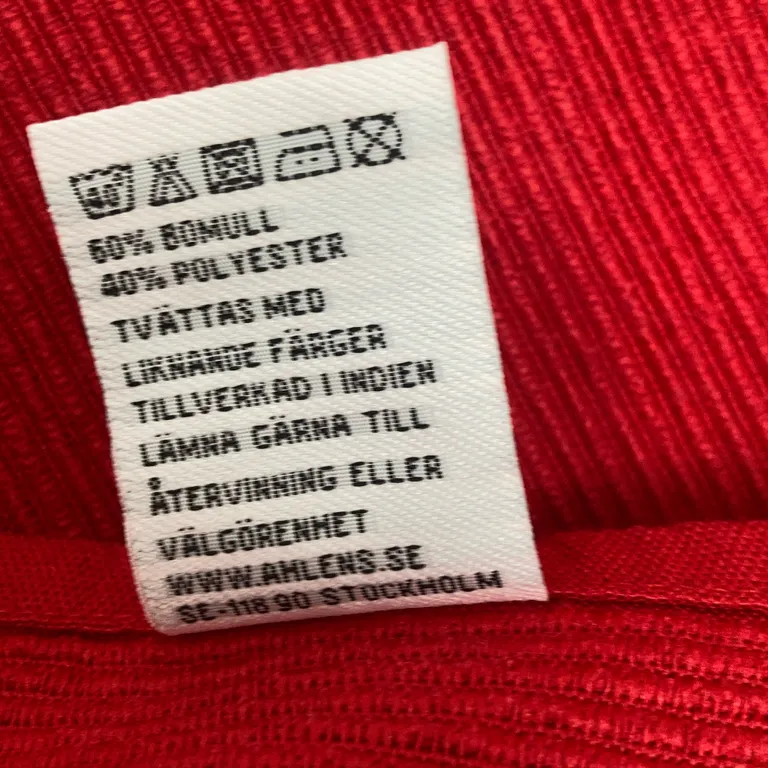 40°
60% BOMULL
40% POLYESTER
TVÄTTAS MED
LIKNANDE FÄRGER
TILLVERKAD I INDIEN
LÄMNA GÄRNA TILL
ÅTERVINNING ELLER
VÄLGÖRENHET
WWW.AHLENS.SE
SE-118 90 STOCKHOLM